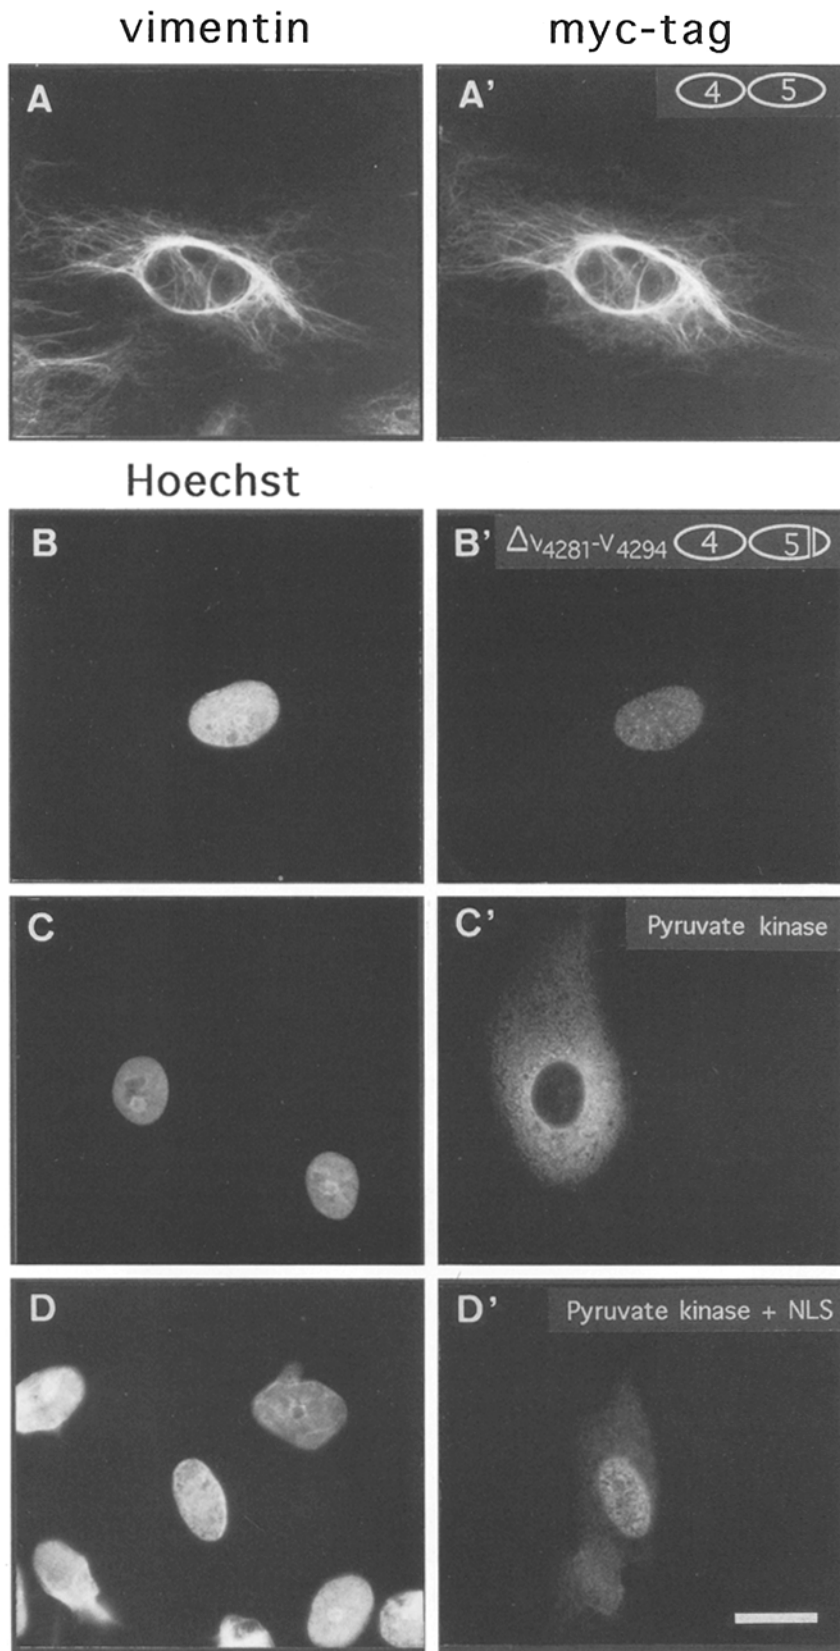 vimentin myc-tag
A A' 4 5
Hoechst
B B' Δv4281-V4294 4 5
C C' Pyruvate kinase
D D' Pyruvate kinase + NLS